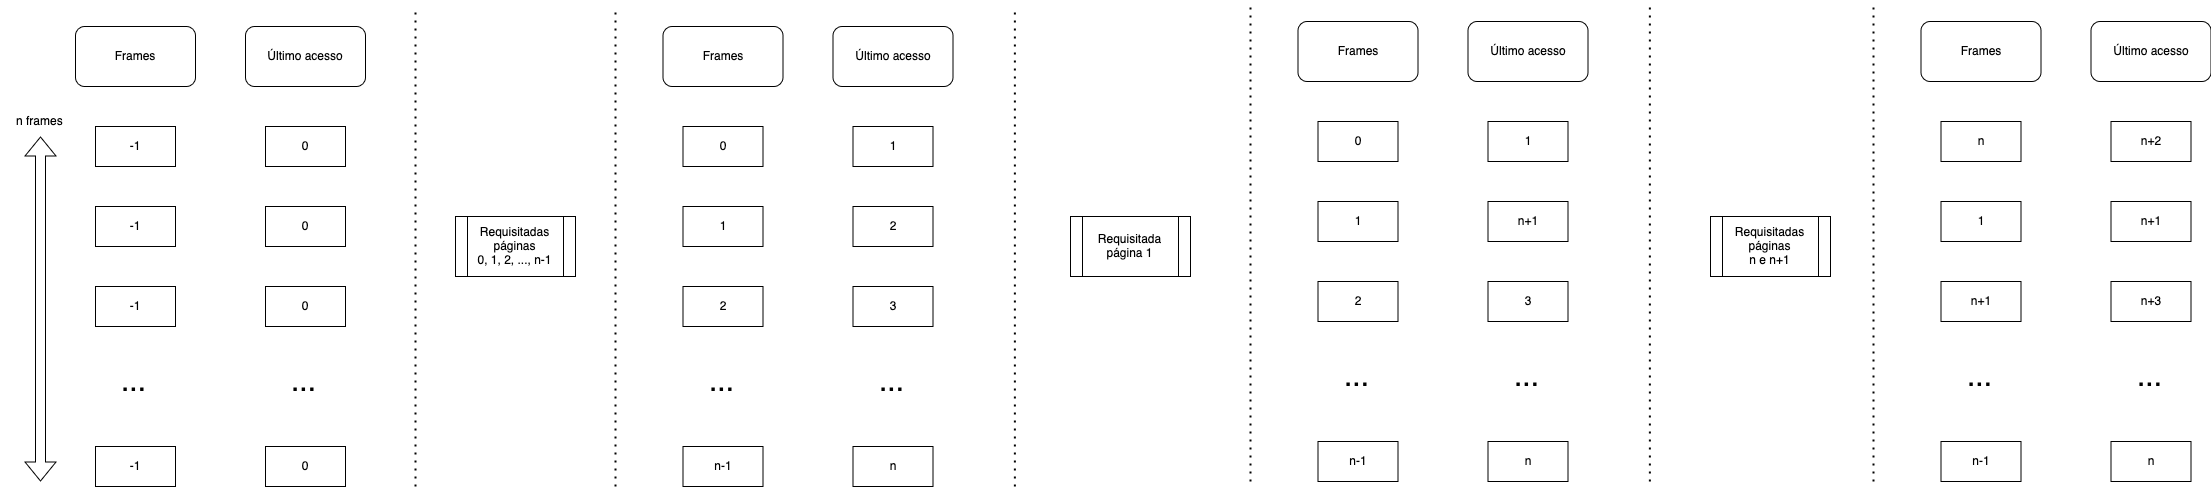 Frames
Último acesso
n frames
-1
0
-1
0
-1
0
...
...
-1
0
Requisitadas
páginas
0, 1, 2, ..., n-1
Frames
Último acesso
0
1
1
2
2
3
...
...
n-1
n
Requisitada
página 1
Frames
Último acesso
0
1
1
n+1
2
3
...
...
n-1
n
Requisitadas
páginas
n e n+1
Frames
Último acesso
n
n+2
1
n+1
n+1
n+3
...
...
n-1
n